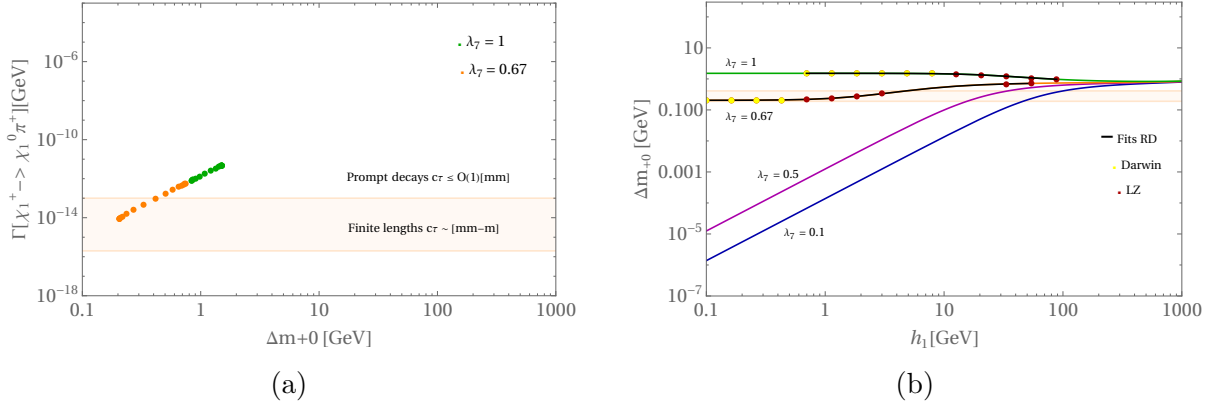 Γ[χ₁⁺ −> χ₁⁰ π⁺][GeV]
10⁻⁶
10⁻¹⁰
10⁻¹⁴
10⁻¹⁸
λ₇ = 1
λ₇ = 0.67
Prompt decays cτ ≤ O(1)[mm]
Finite lengths cτ ~ [mm−m]
0.1 1 10 100 1000
Δm+0 [GeV]
(a)
Δm₊₀ [GeV]
10
0.100
0.001
10⁻⁵
10⁻⁷
λ₇ = 1
λ₇ = 0.67
λ₇ = 0.5
λ₇ = 0.1
Fits RD
Darwin
LZ
0.1 1 10 100 1000
h₁[GeV]
(b)